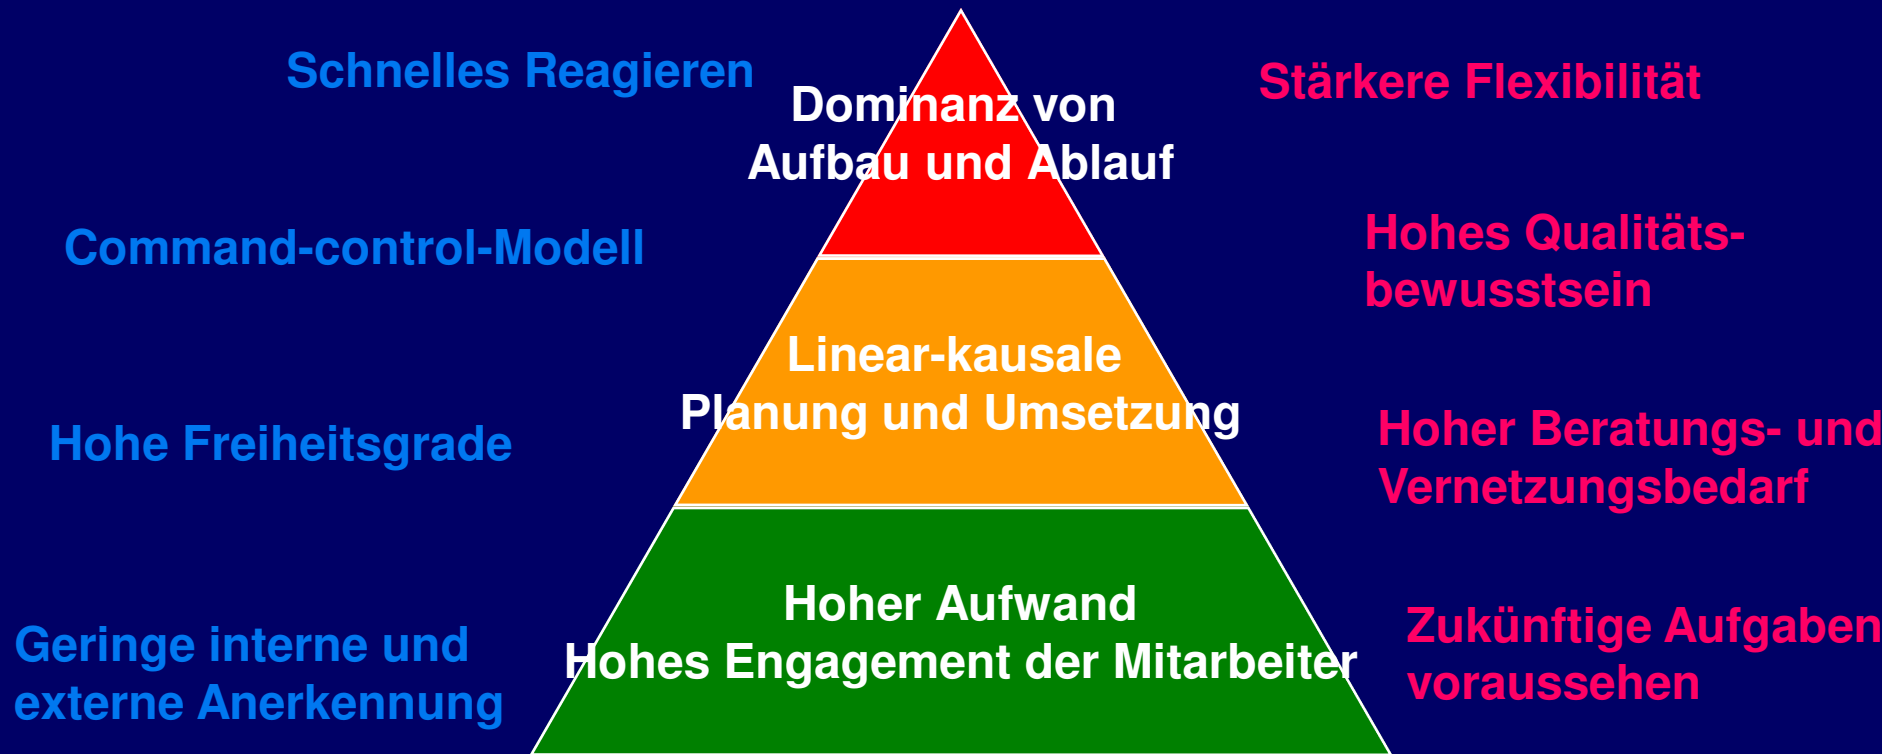 Schnelles Reagieren
Command-control-Modell
Hohe Freiheitsgrade
Geringe interne und
externe Anerkennung
Dominanz von
Aufbau und Ablauf
Linear-kausale
Planung und Umsetzung
Hoher Aufwand
Hohes Engagement der Mitarbeiter
Stärkere Flexibilität
Hohes Qualitäts-
bewusstsein
Hoher Beratungs- und
Vernetzungsbedarf
Zukünftige Aufgaben
voraussehen